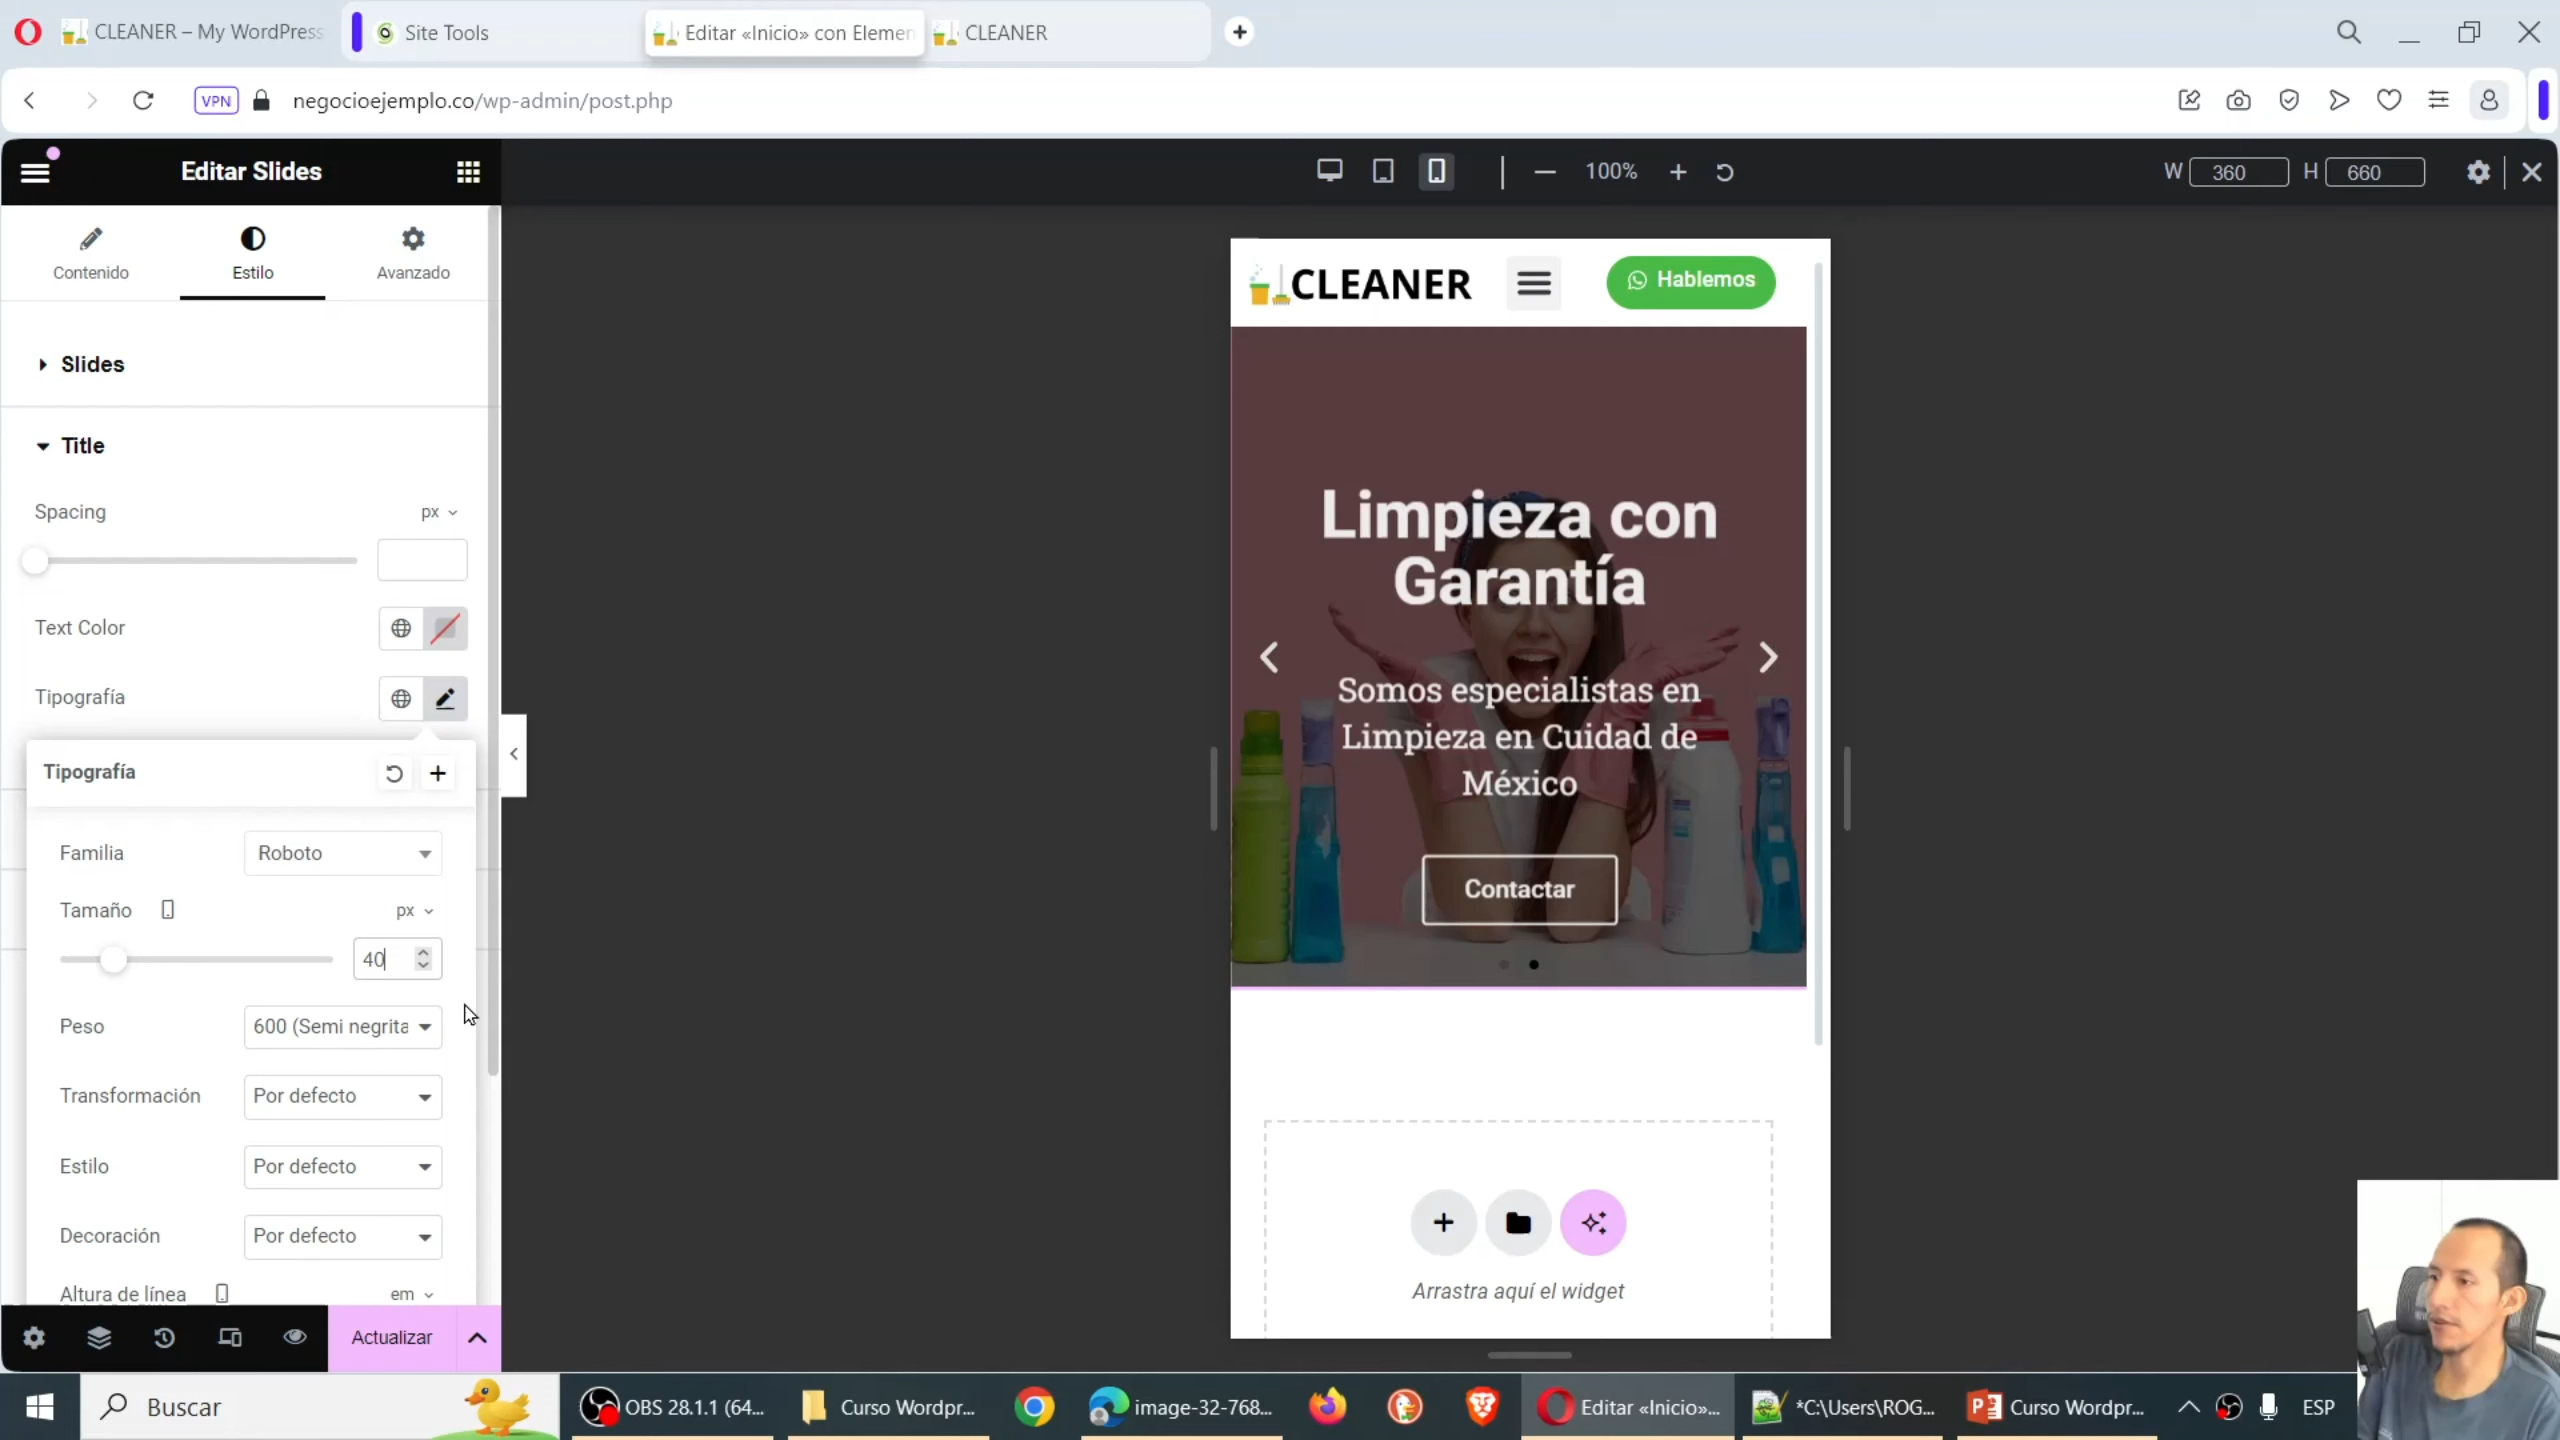 CLEANER – My WordPress
Site Tools
Editar «Inicio» con Elemen
CLEANER
VPN
negocioejemplo.co/wp-admin/post.php
Editar Slides
100%
W 360 H 660
Contenido
Estilo
Avanzado
Slides
Title
Spacing
px
Text Color
Tipografía
Tipografía
Familia
Roboto
Tamaño
px
40
Peso
600 (Semi negrita
Transformación
Por defecto
Estilo
Por defecto
Decoración
Por defecto
Altura de línea
em
Actualizar
CLEANER
Hablemos
Limpieza con
Garantía
Somos especialistas en
Limpieza en Cuidad de
México
Contactar
Arrastra aquí el widget
Buscar
OBS 28.1.1 (64...
Curso Wordpr...
image-32-768...
Editar «Inicio»...
*C:\Users\ROG...
Curso Wordpr...
ESP